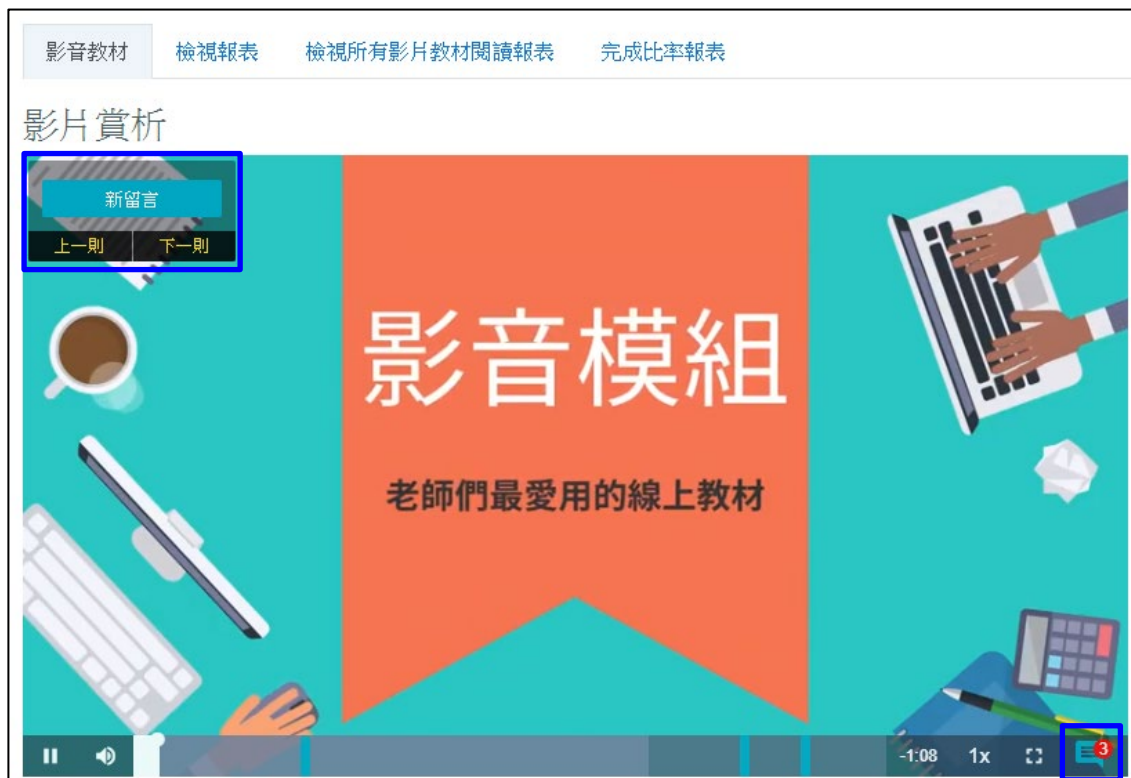 影音教材 檢視報表 檢視所有影片教材閱讀報表 完成比率報表
影片賞析
新留言
上一則 下一則
影音模組
老師們最愛用的線上教材
-1:08 1x 3